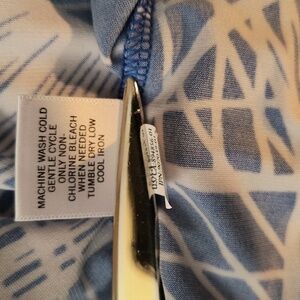 MACHINE WASH COLD
GENTLE CYCLE
ONLY NON-
CHLORINE BLEACH
WHEN NEEDED
TUMBLE DRY LOW
COOL IRON